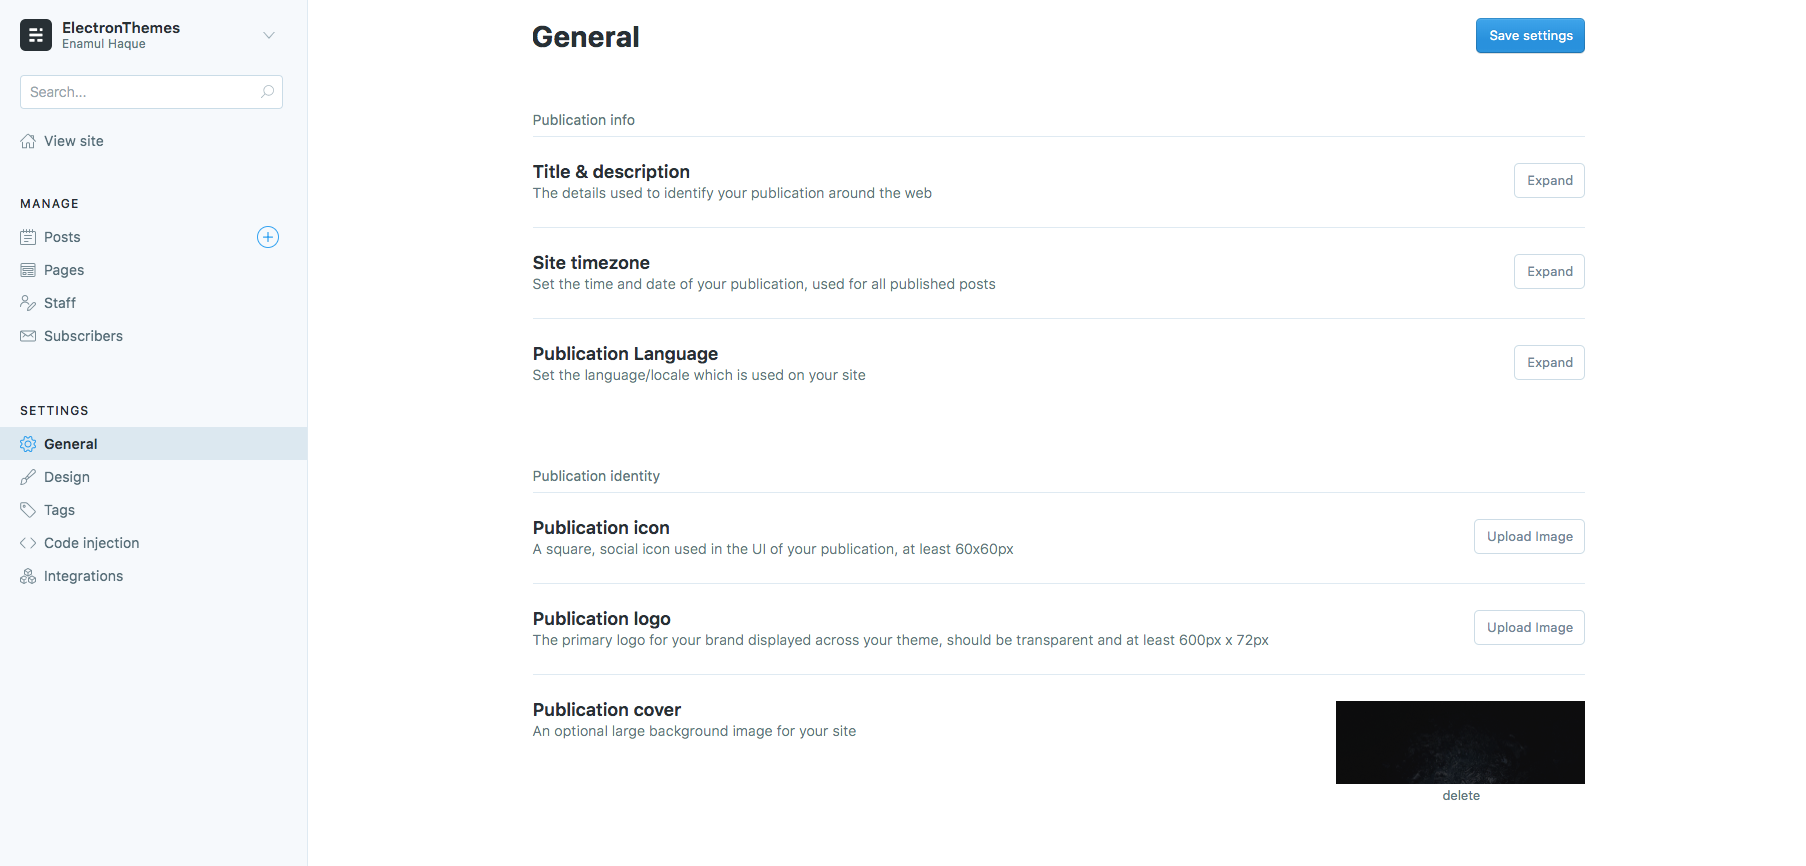 ElectronThemes
Enamul Haque
Search...
View site
MANAGE
Posts
Pages
Staff
Subscribers
SETTINGS
General
Design
Tags
Code injection
Integrations
General
Save settings
Publication info
Title & description
The details used to identify your publication around the web
Expand
Site timezone
Set the time and date of your publication, used for all published posts
Expand
Publication Language
Set the language/locale which is used on your site
Expand
Publication identity
Publication icon
A square, social icon used in the UI of your publication, at least 60x60px
Upload Image
Publication logo
The primary logo for your brand displayed across your theme, should be transparent and at least 600px x 72px
Upload Image
Publication cover
An optional large background image for your site
delete